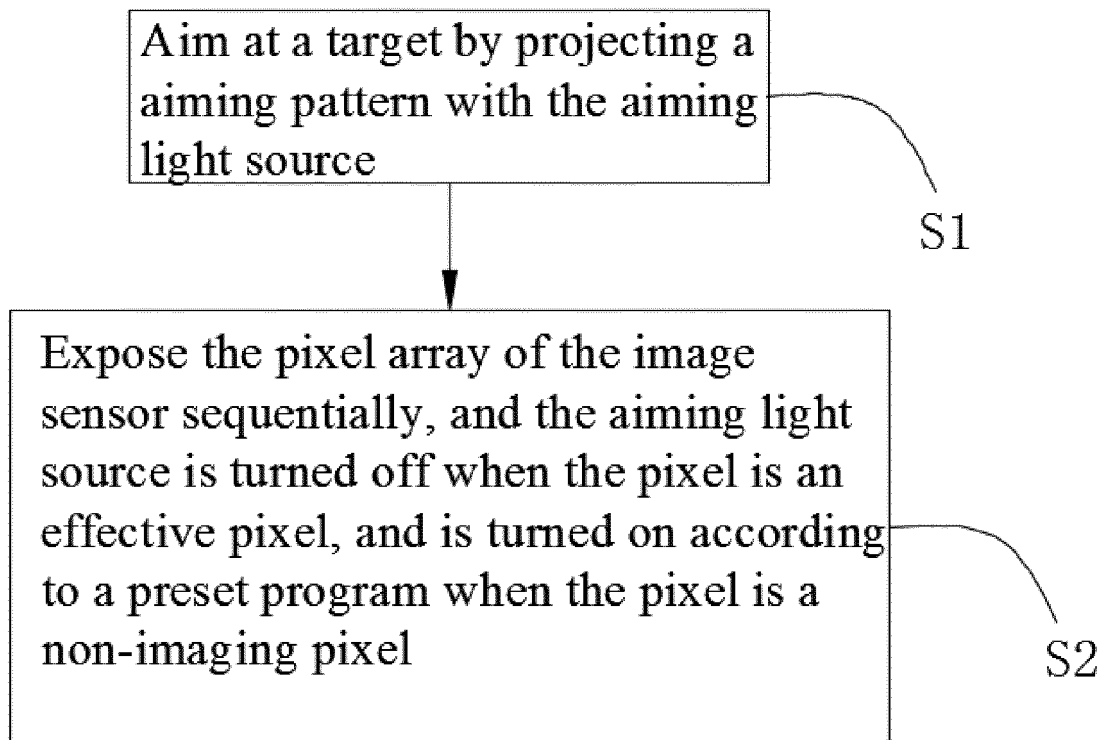 Aim at a target by projecting a
aiming pattern with the aiming
light source
S1
Expose the pixel array of the image
sensor sequentially, and the aiming light
source is turned off when the pixel is an
effective pixel, and is turned on according
to a preset program when the pixel is a
non-imaging pixel
S2